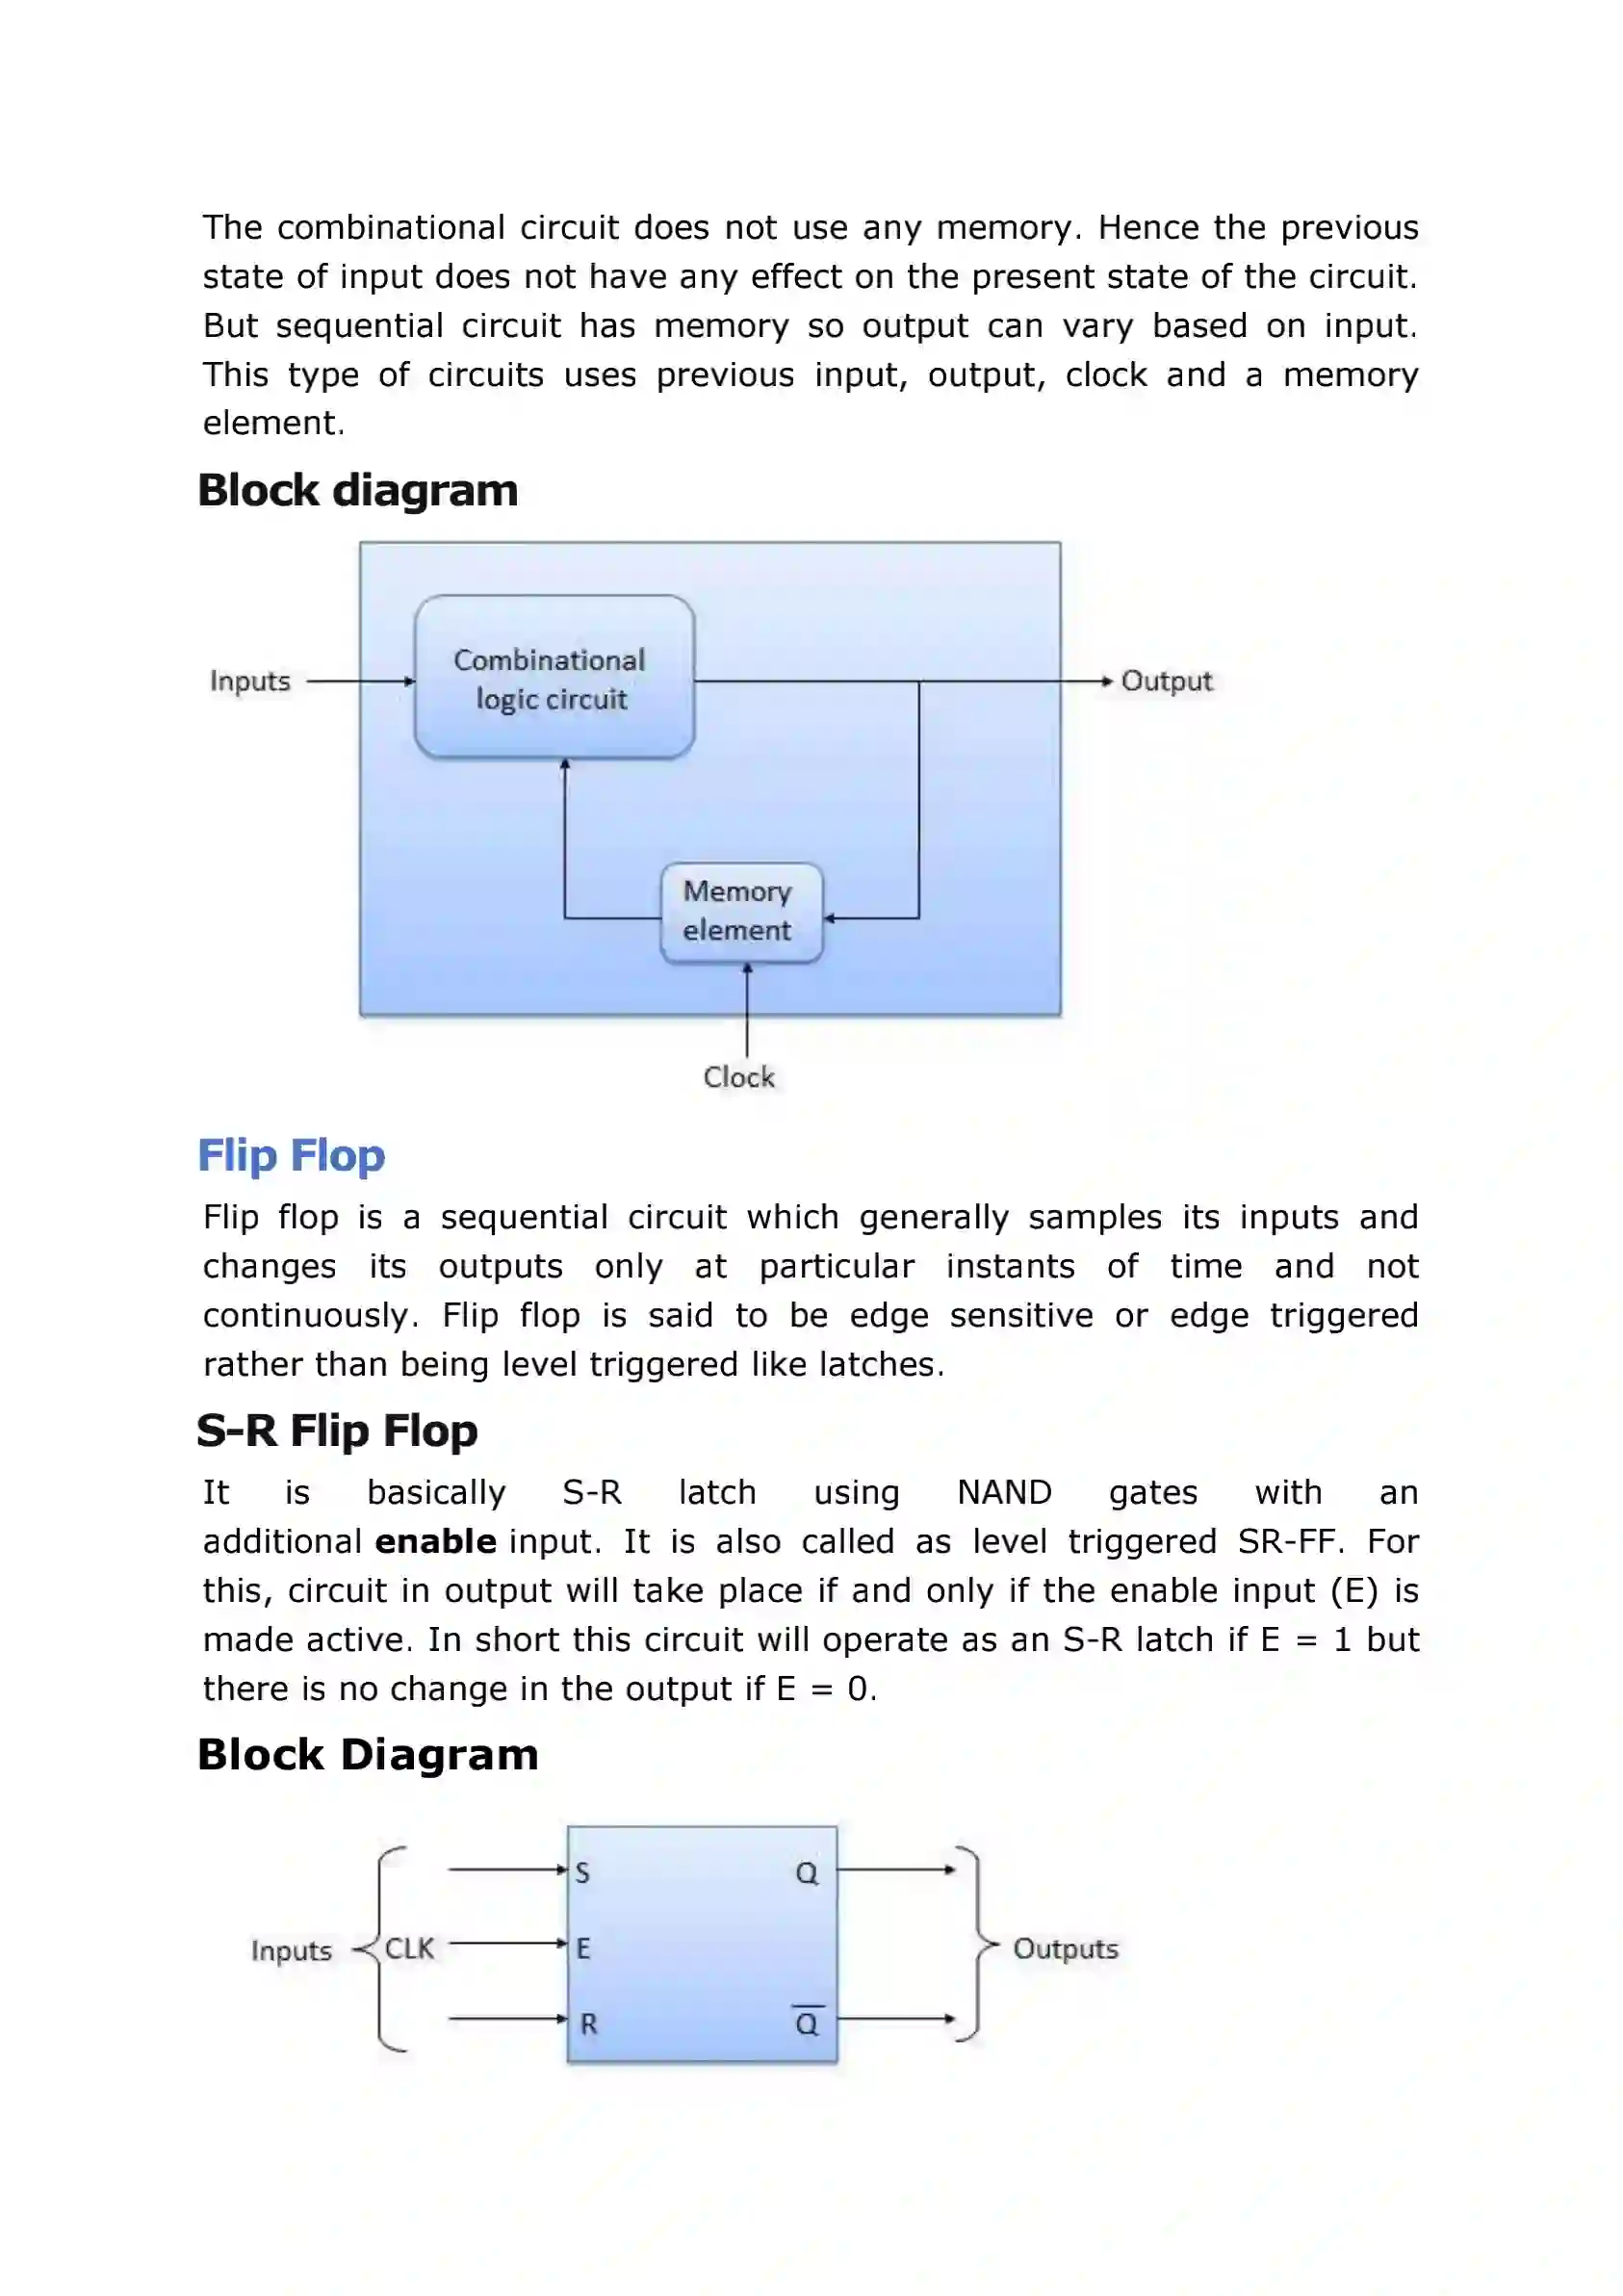 The combinational circuit does not use any memory. Hence the previous
state of input does not have any effect on the present state of the circuit.
But sequential circuit has memory so output can vary based on input.
This type of circuits uses previous input, output, clock and a memory
element.
Block diagram
Combinational
logic circuit
Inputs
Output
Memory
element
Clock
Flip Flop
Flip flop is a sequential circuit which generally samples its inputs and
changes its outputs only at particular instants of time and not
continuously. Flip flop is said to be edge sensitive or edge triggered
rather than being level triggered like latches.
S-R Flip Flop
It is basically S-R latch using NAND gates with an
additional enable input. It is also called as level triggered SR-FF. For
this, circuit in output will take place if and only if the enable input (E) is
made active. In short this circuit will operate as an S-R latch if E = 1 but
there is no change in the output if E = 0.
Block Diagram
S Q
Inputs CLK E Outputs
R Q̅